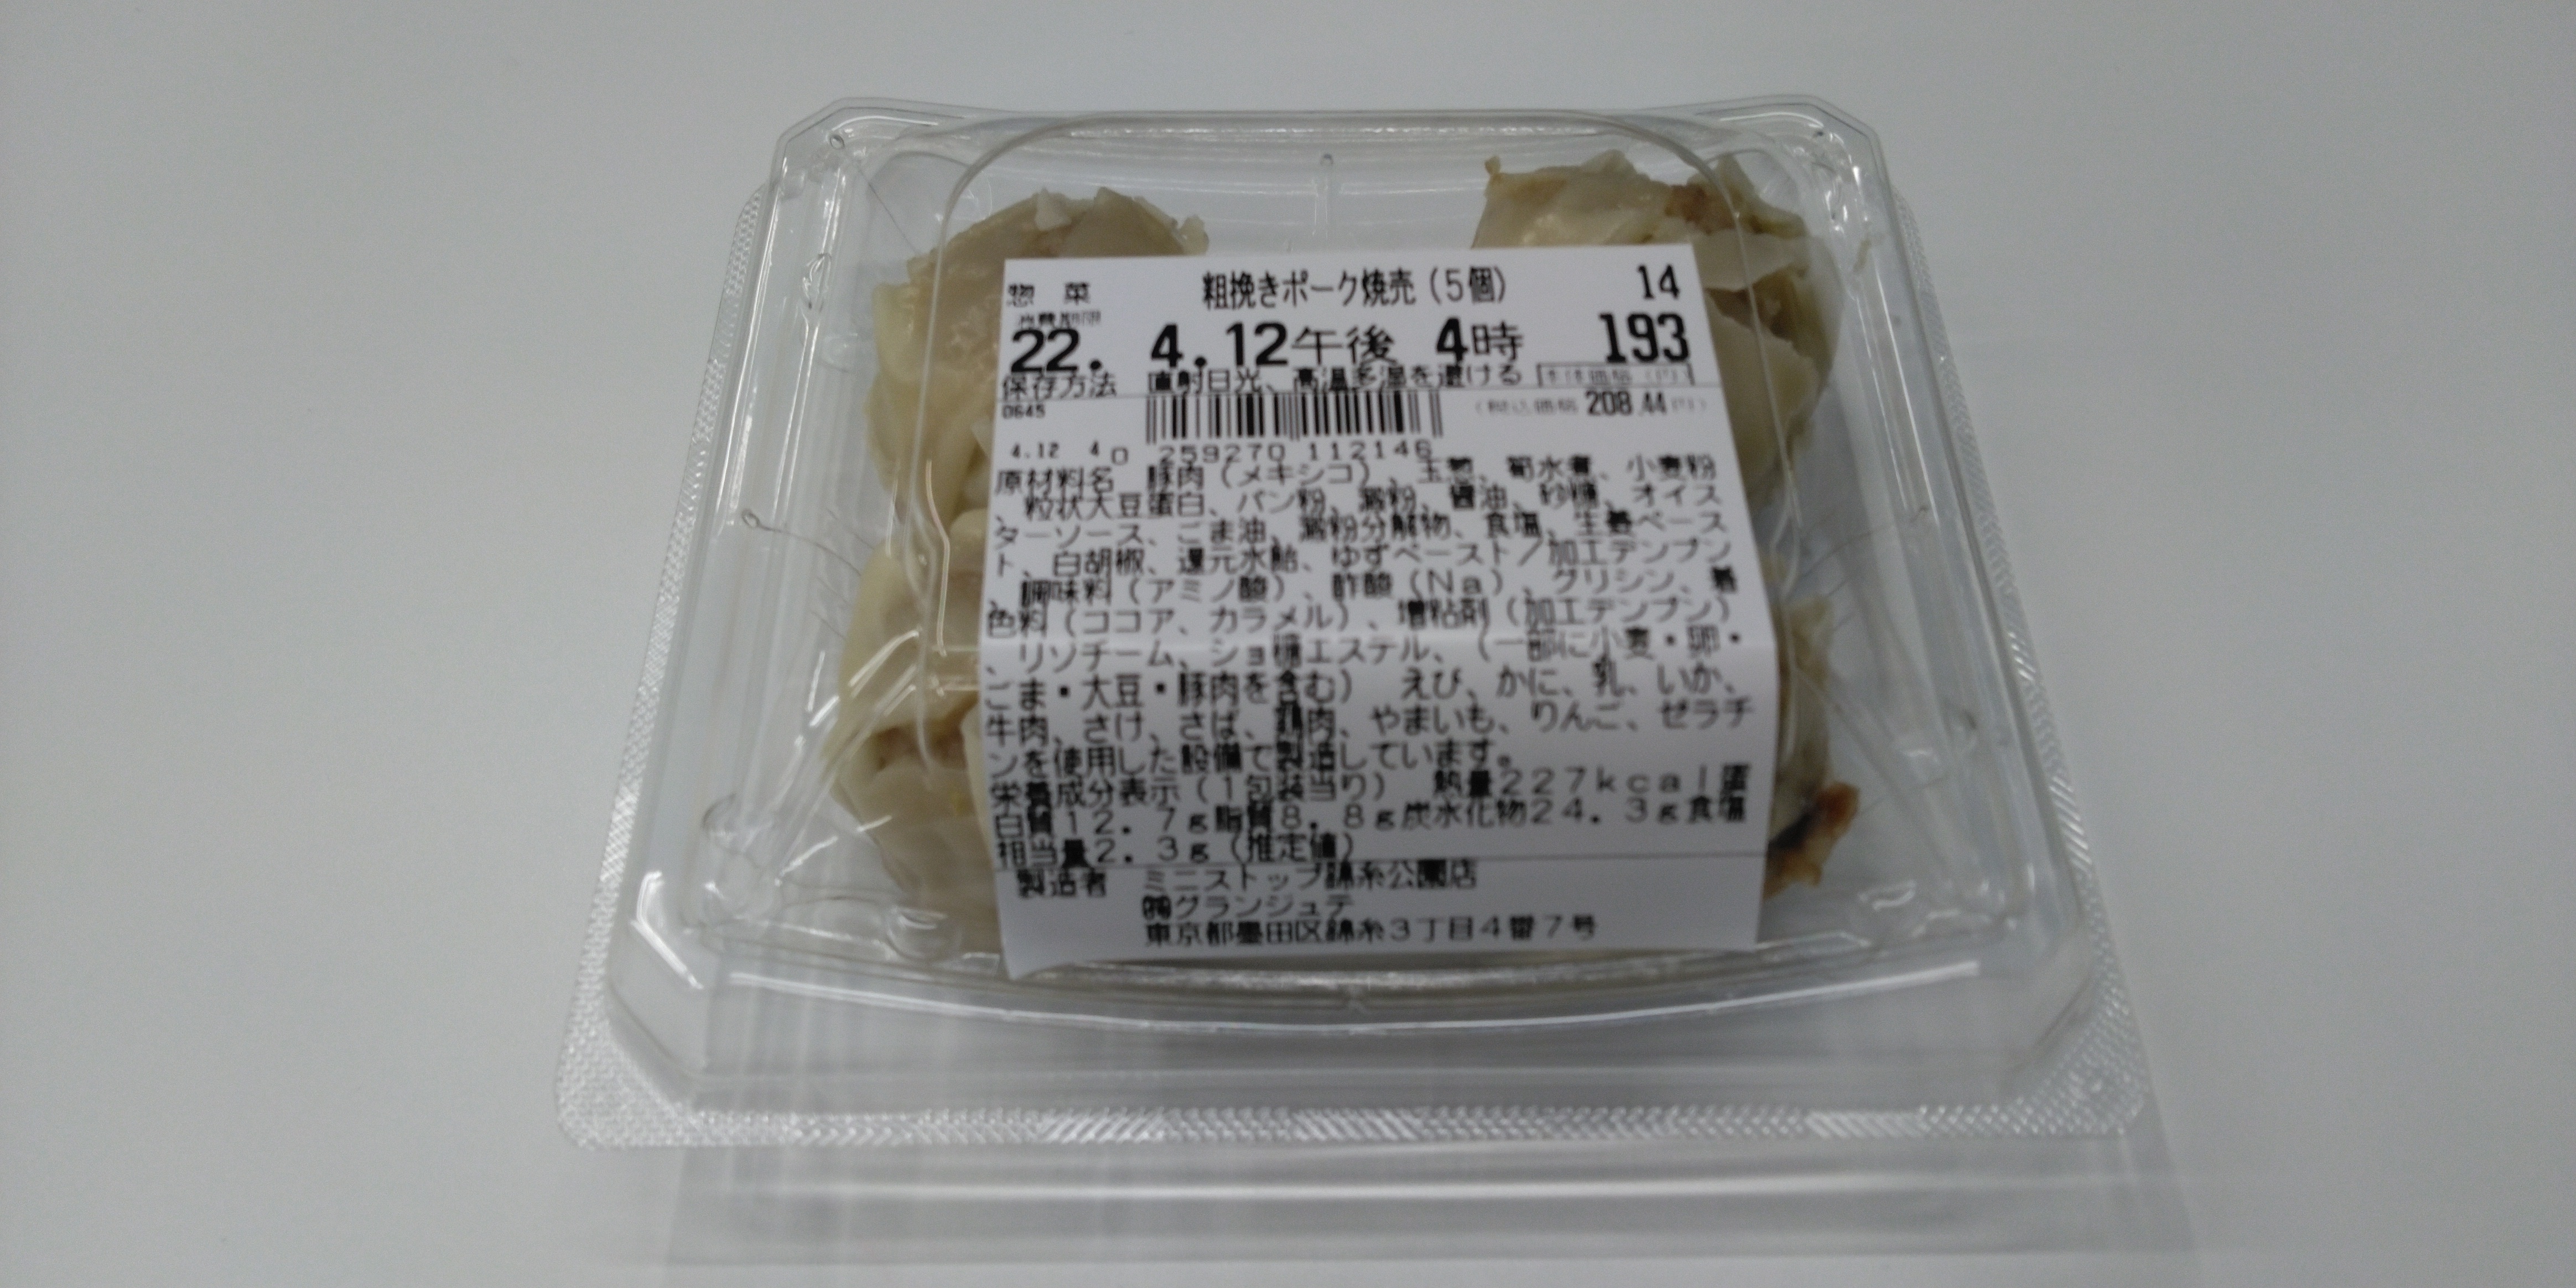 惣菜 粗挽きポーク焼売(5個) 14
消費期限
22. 4.12午後 4時 193
保存方法 直射日光、高温多湿を避ける 本体価格(円)
0645 (税込価格 208.44円)
4.12 4 0 259270 112146
原材料名 豚肉(メキシコ)、玉葱、筍水煮、小麦粉
、粒状大豆蛋白、パン粉、澱粉、醤油、砂糖、オイス
ターソース、ごま油、澱粉分解物、食塩、生姜ペース
ト、白胡椒、還元水飴、ゆずペースト/加工デンプン
、調味料(アミノ酸)、酢酸(Na)、グリシン、着
色料(ココア、カラメル)、増粘剤(加工デンプン)
、リゾチーム、ショ糖エステル、(一部に小麦・卵・
ごま・大豆・豚肉を含む) えび、かに、乳、いか、
牛肉、さけ、さば、鶏肉、やまいも、りんご、ゼラチ
ンを使用した設備で製造しています。
栄養成分表示(1包装当り) 熱量227kcal蛋
白質12.7g脂質8.8g炭水化物24.3g食塩
相当量2.3g(推定値)
製造者 ミニストップ錦糸公園店
㈱グランジュテ
東京都墨田区錦糸3丁目4番7号